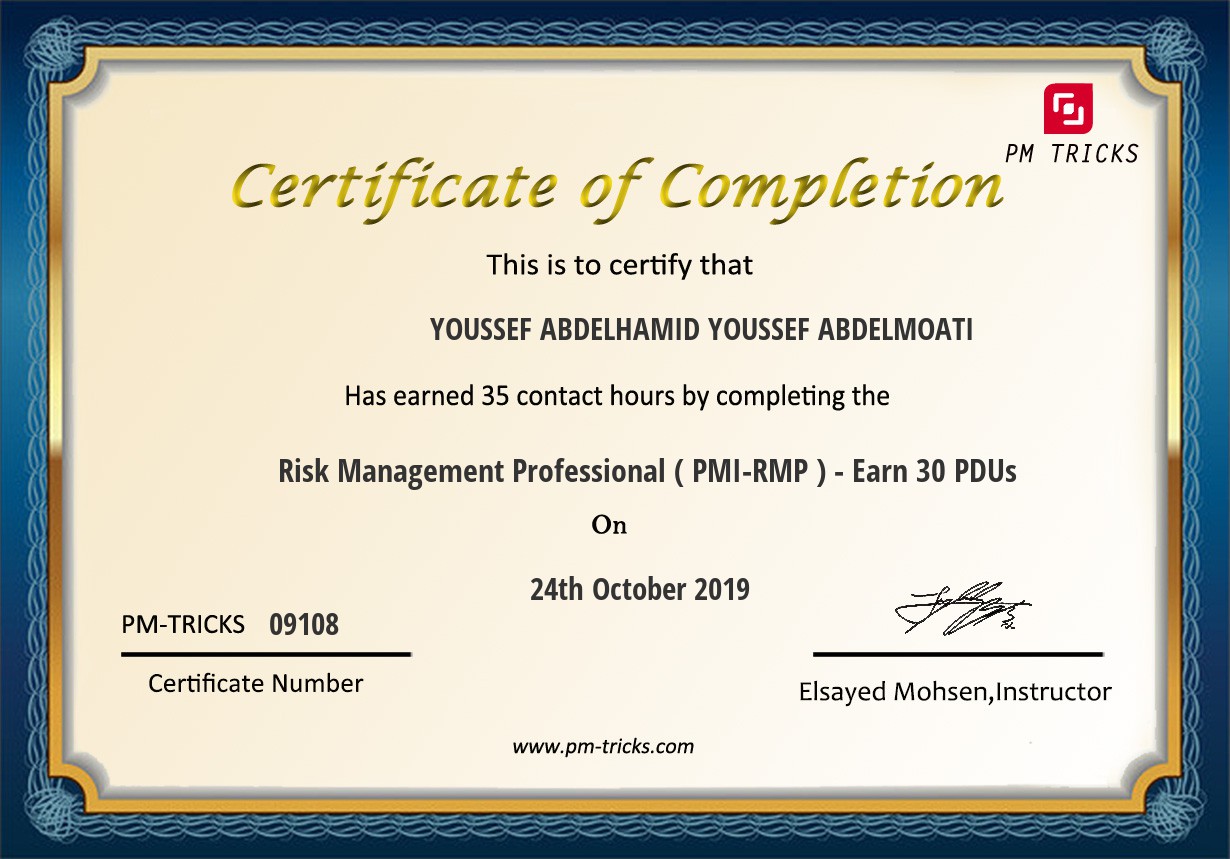 PM TRICKS
Certificate of Completion
This is to certify that
YOUSSEF ABDELHAMID YOUSSEF ABDELMOATI
Has earned 35 contact hours by completing the
Risk Management Professional ( PMI-RMP ) - Earn 30 PDUs
On
24th October 2019
PM-TRICKS 09108
Certificate Number
Elsayed Mohsen,Instructor
www.pm-tricks.com